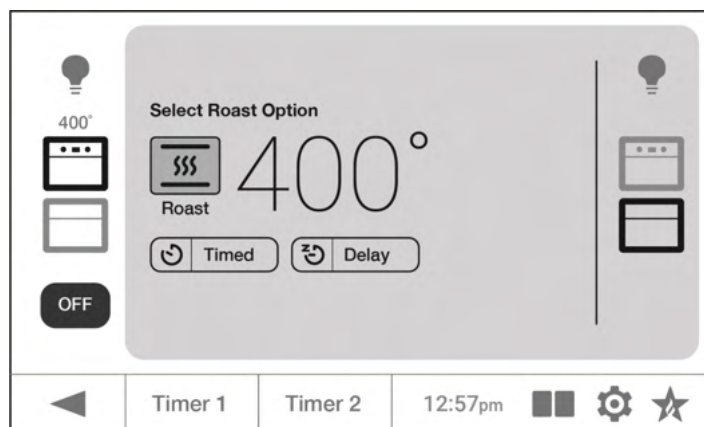 400°
Select Roast Option
400°
Roast
Timed
Delay
OFF
Timer 1
Timer 2
12:57pm